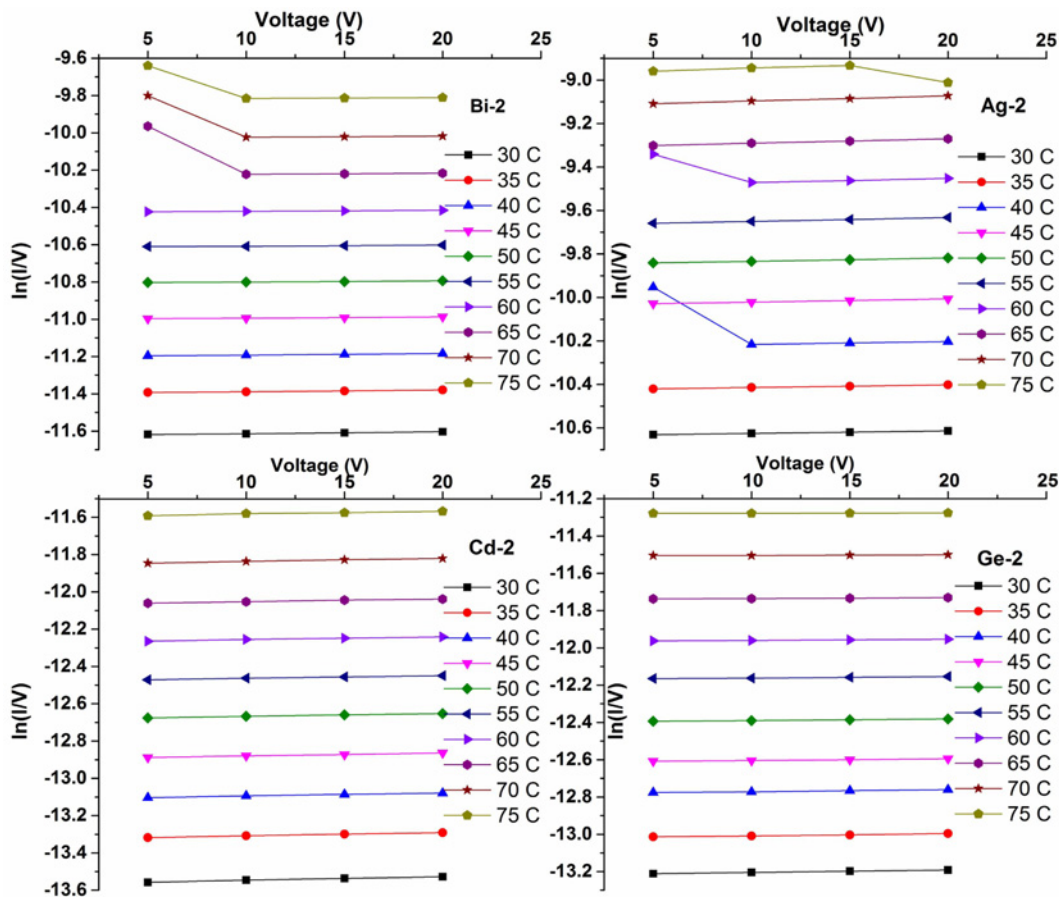 Voltage (V)
5 10 15 20 25
-9.6
-9.8
-10.0
-10.2
-10.4
-10.6
-10.8
-11.0
-11.2
-11.4
-11.6
ln(I/V)
Bi-2
30 C
35 C
40 C
45 C
50 C
55 C
60 C
65 C
70 C
75 C
Voltage (V)
5 10 15 20 25
-9.0
-9.2
-9.4
-9.6
-9.8
-10.0
-10.2
-10.4
-10.6
ln(I/V)
Ag-2
30 C
35 C
40 C
45 C
50 C
55 C
60 C
65 C
70 C
75 C
Voltage (V)
5 10 15 20 25
-11.6
-11.8
-12.0
-12.2
-12.4
-12.6
-12.8
-13.0
-13.2
-13.4
-13.6
ln(I/V)
Cd-2
30 C
35 C
40 C
45 C
50 C
55 C
60 C
65 C
70 C
75 C
Voltage (V)
5 10 15 20 25
-11.2
-11.4
-11.6
-11.8
-12.0
-12.2
-12.4
-12.6
-12.8
-13.0
-13.2
ln(I/V)
Ge-2
30 C
35 C
40 C
45 C
50 C
55 C
60 C
65 C
70 C
75 C